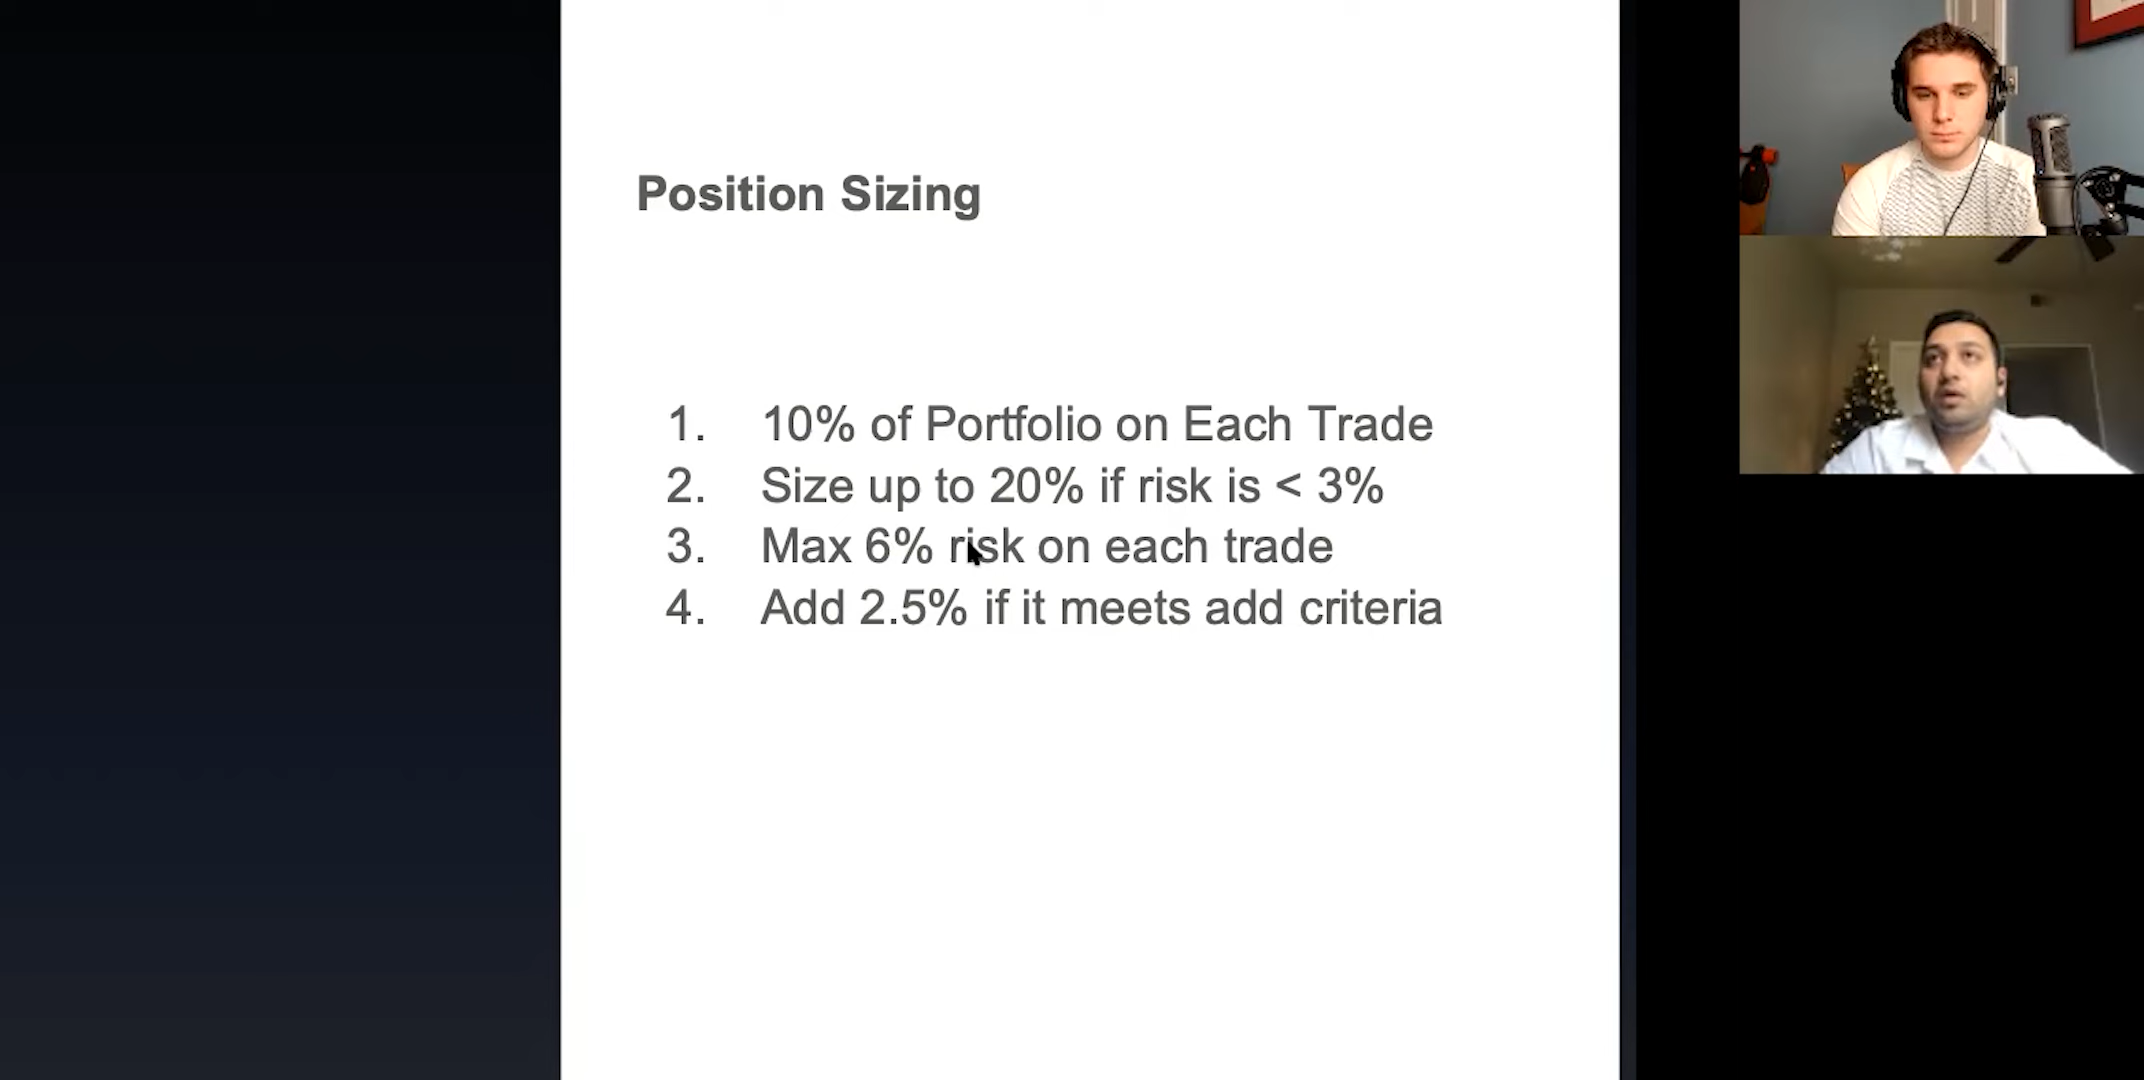 Position Sizing
1. 10% of Portfolio on Each Trade
2. Size up to 20% if risk is < 3%
3. Max 6% risk on each trade
4. Add 2.5% if it meets add criteria